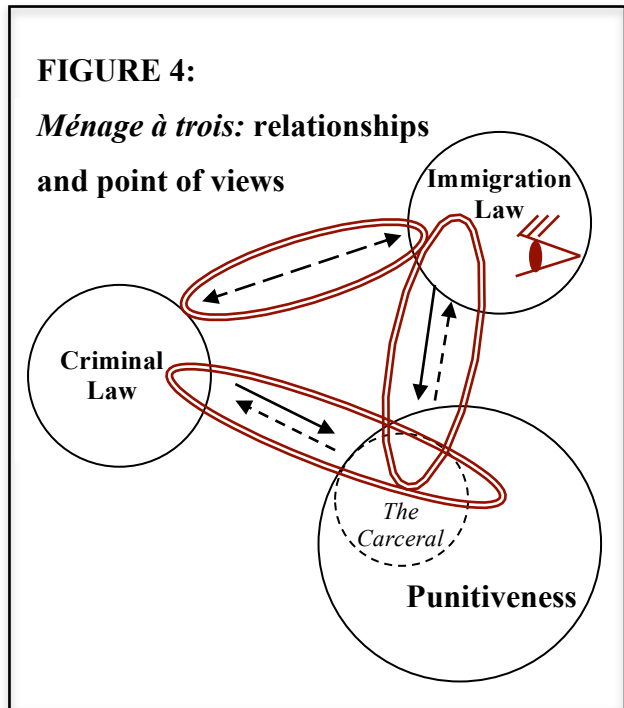 FIGURE 4:
Ménage à trois: relationships
and point of views
Immigration
Law
Criminal
Law
The
Carceral
Punitiveness